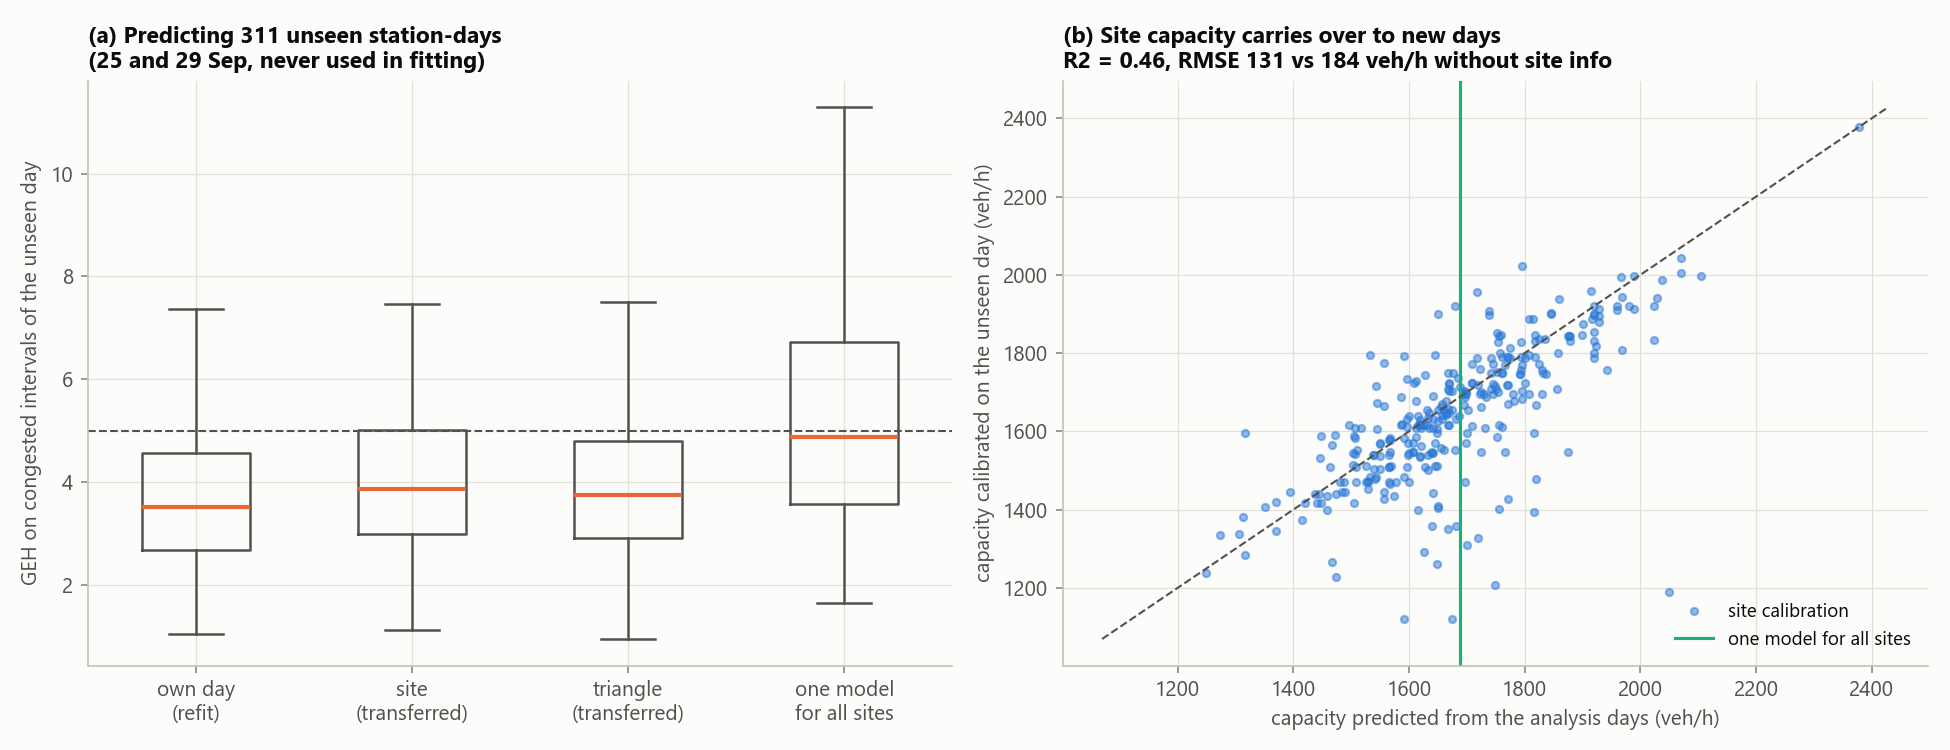 (a) Predicting 311 unseen station-days
(25 and 29 Sep, never used in fitting)
GEH on congested intervals of the unseen day
10
8
6
4
2
own day
(refit)
site
(transferred)
triangle
(transferred)
one model
for all sites
(b) Site capacity carries over to new days
R2 = 0.46, RMSE 131 vs 184 veh/h without site info
capacity calibrated on the unseen day (veh/h)
2400
2200
2000
1800
1600
1400
1200
site calibration
one model for all sites
1200
1400
1600
1800
2000
2200
2400
capacity predicted from the analysis days (veh/h)